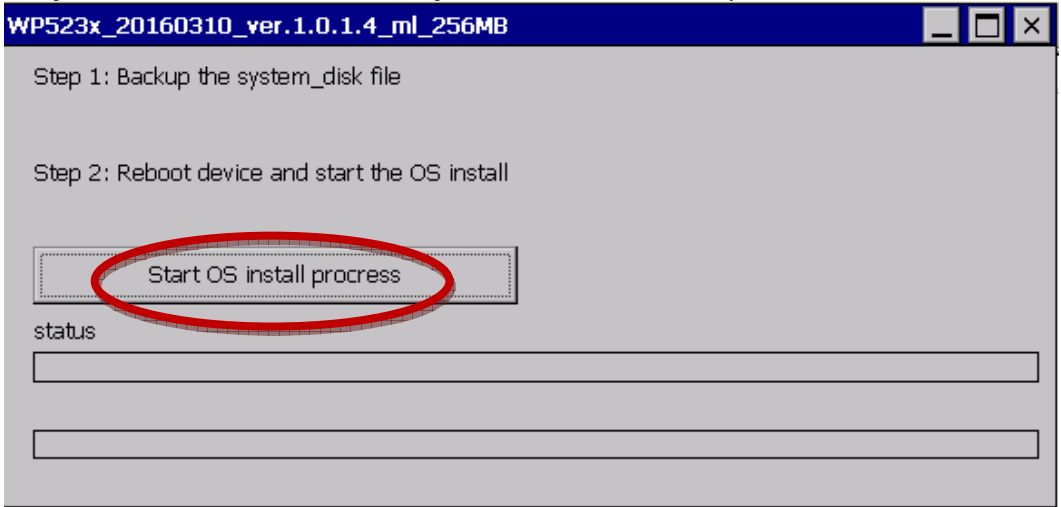 WP523x_20160310_ver.1.0.1.4_ml_256MB
Step 1: Backup the system_disk file
Step 2: Reboot device and start the OS install
Start OS install procress
status